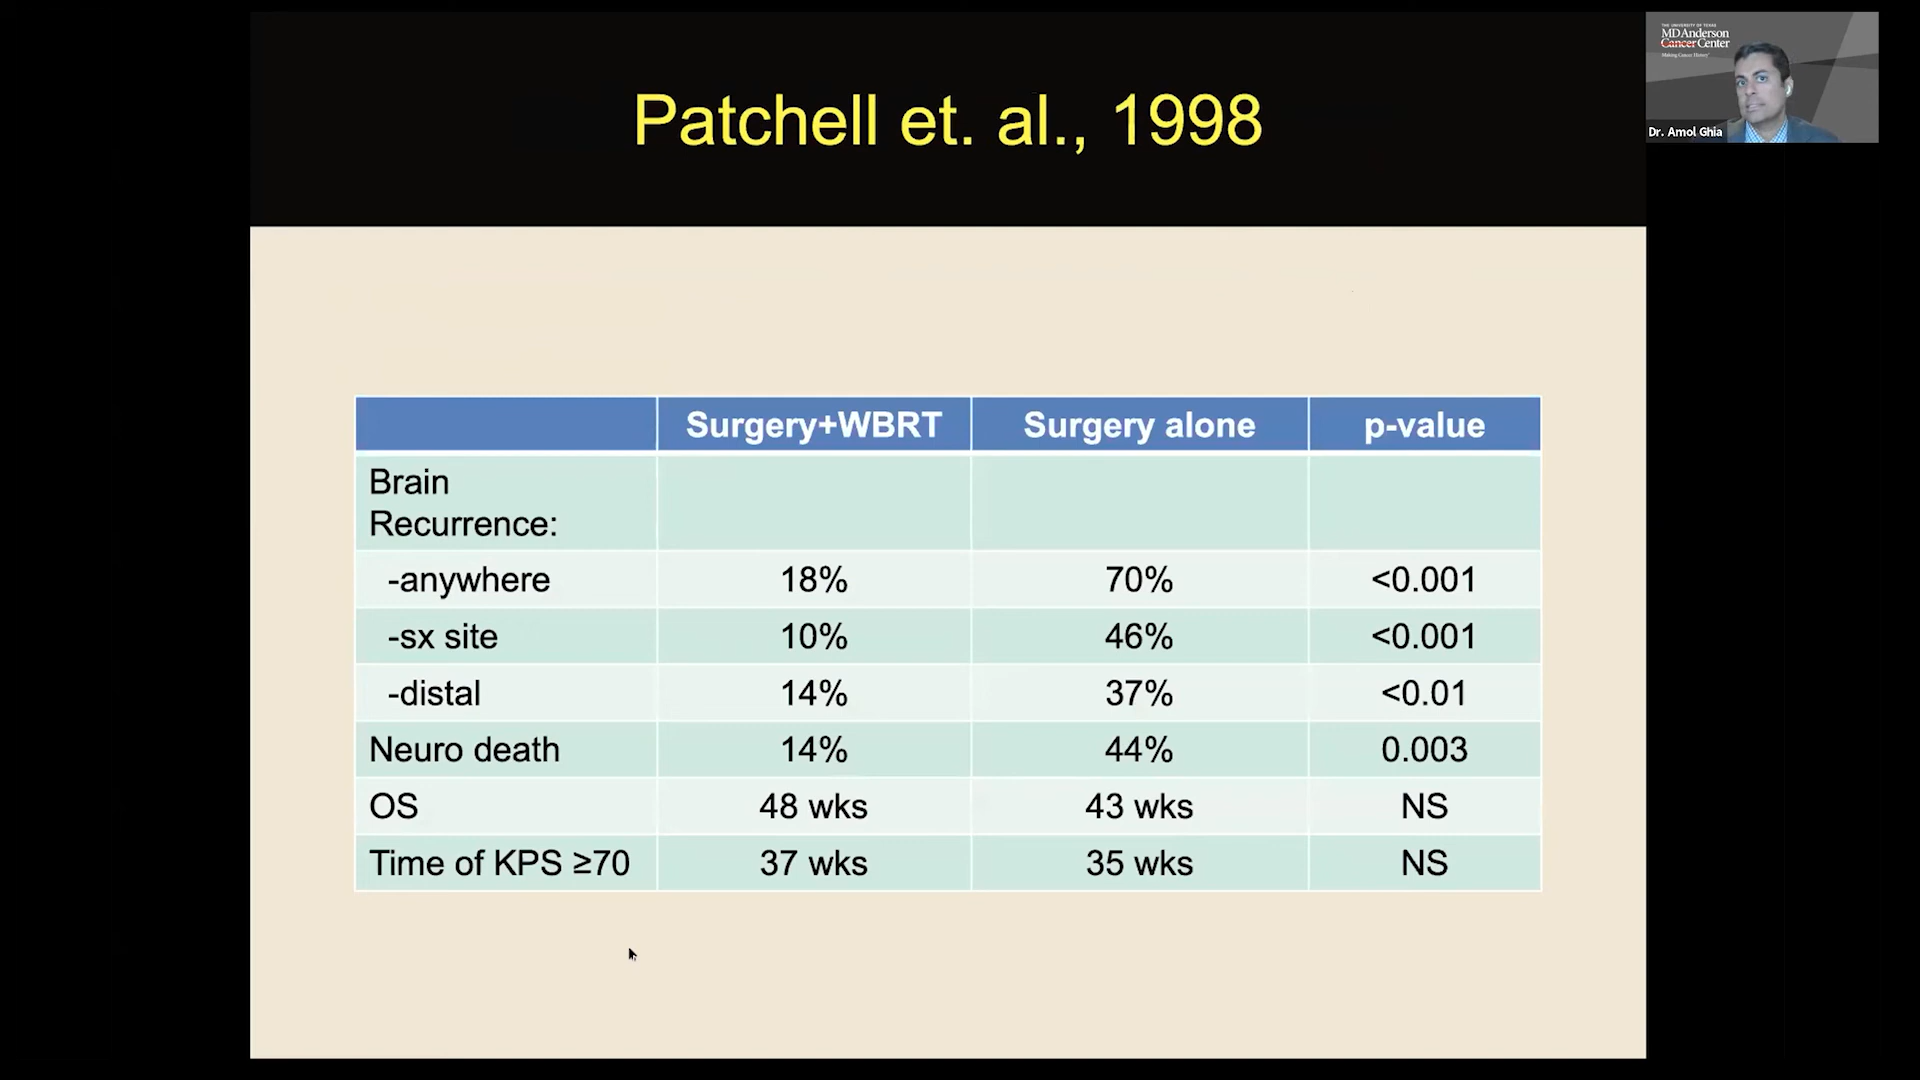 THE UNIVERSITY OF TEXAS
MD Anderson
Cancer Center
Making Cancer History®
Dr. Amol Ghia
Patchell et. al., 1998
Surgery+WBRT Surgery alone p-value
Brain
Recurrence:
-anywhere 18% 70% <0.001
-sx site 10% 46% <0.001
-distal 14% 37% <0.01
Neuro death 14% 44% 0.003
OS 48 wks 43 wks NS
Time of KPS ≥70 37 wks 35 wks NS